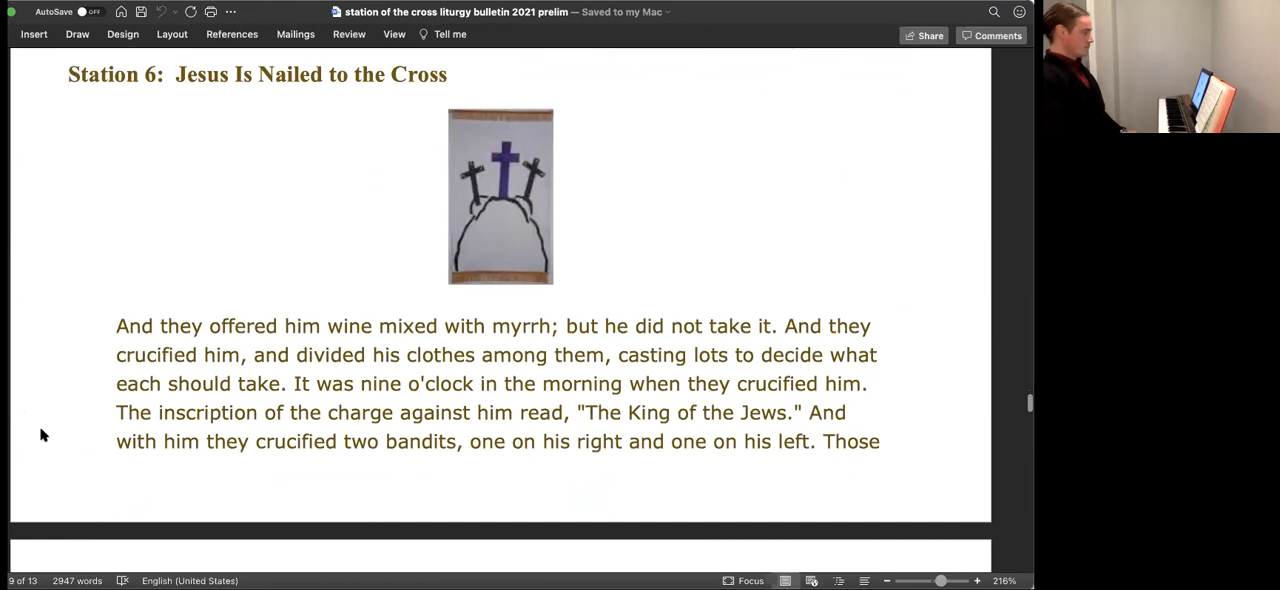 AutoSave OFF
station of the cross liturgy bulletin 2021 prelim — Saved to my Mac
Insert Draw Design Layout References Mailings Review View Tell me Share Comments
Station 6: Jesus Is Nailed to the Cross
And they offered him wine mixed with myrrh; but he did not take it. And they
crucified him, and divided his clothes among them, casting lots to decide what
each should take. It was nine o'clock in the morning when they crucified him.
The inscription of the charge against him read, "The King of the Jews." And
with him they crucified two bandits, one on his right and one on his left. Those
9 of 13 2947 words English (United States) Focus 216%